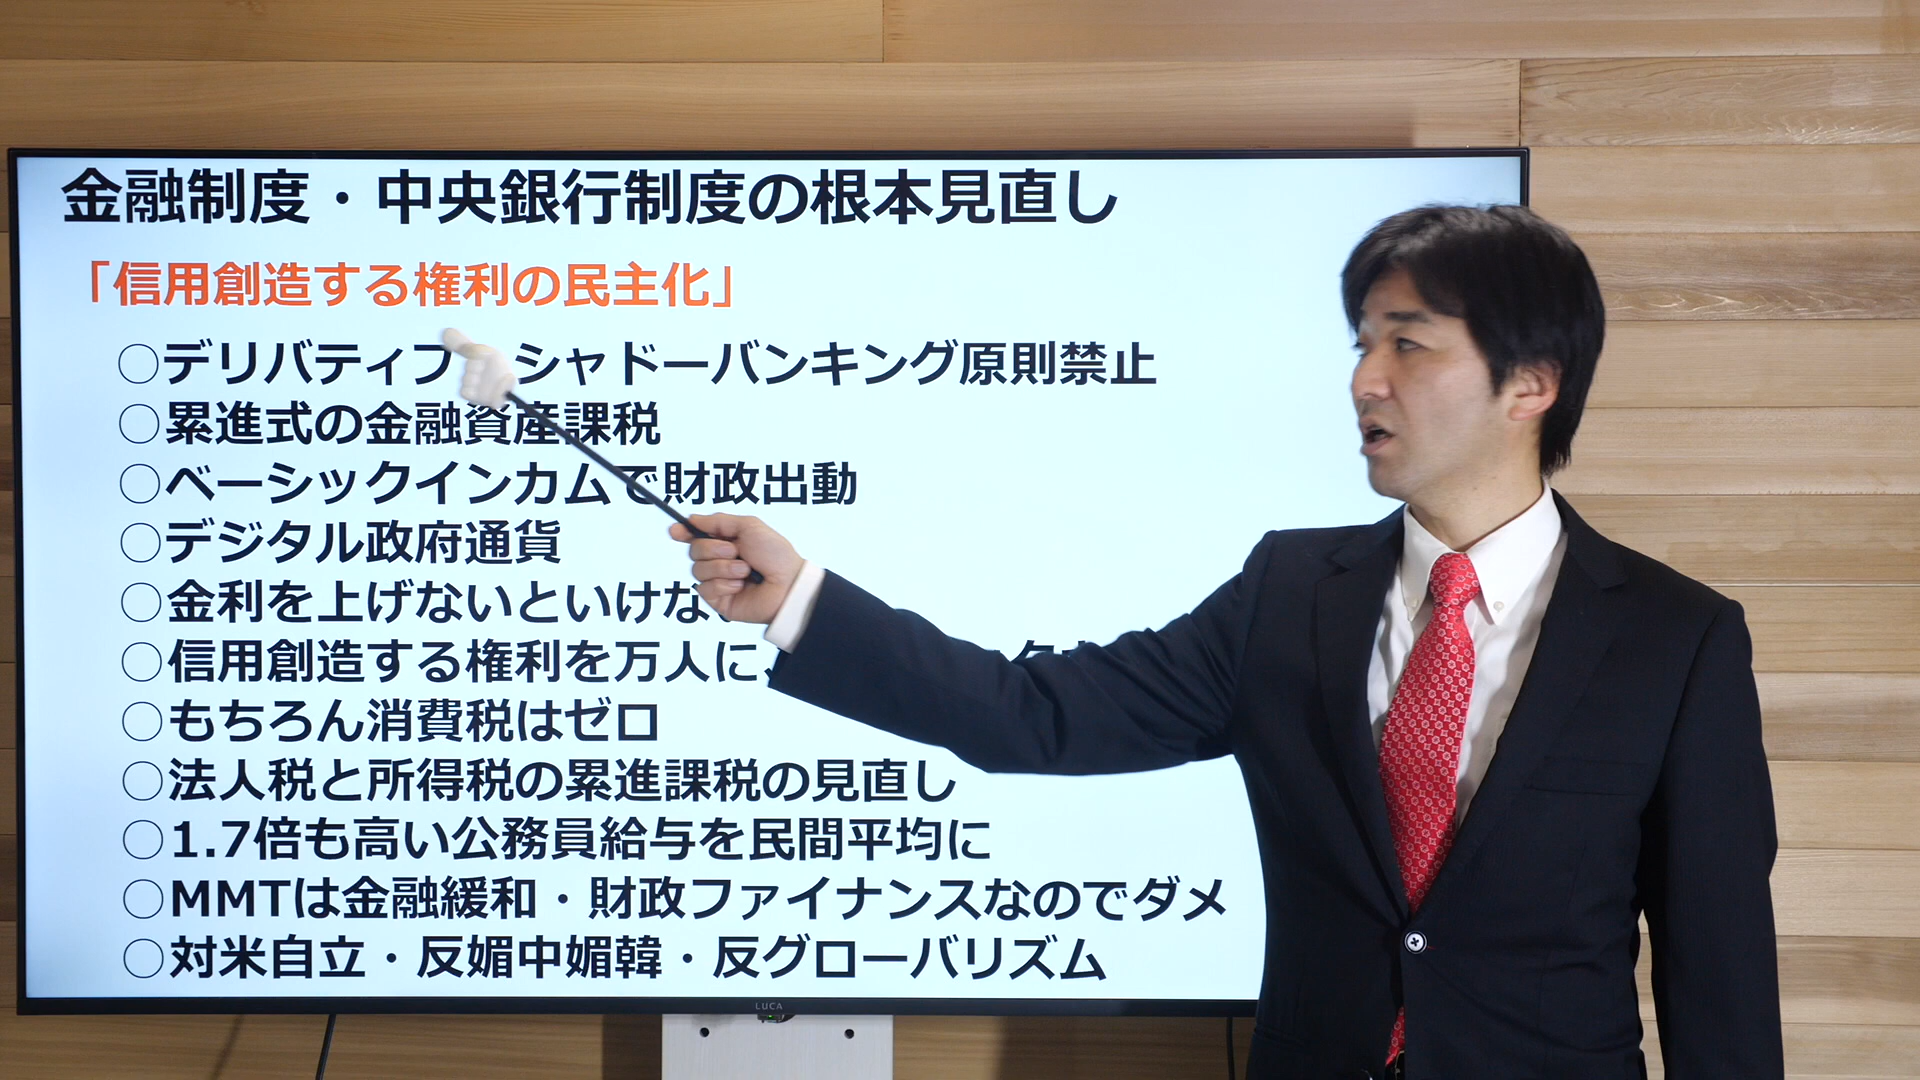 金融制度・中央銀行制度の根本見直し
「信用創造する権利の民主化」
○デリバティブ シャドーバンキング原則禁止
○累進式の金融資産課税
○ベーシックインカムで財政出動
○デジタル政府通貨
○金利を上げないといけな
○信用創造する権利を万人に、
○もちろん消費税はゼロ
○法人税と所得税の累進課税の見直し
○1.7倍も高い公務員給与を民間平均に
○MMTは金融緩和・財政ファイナンスなのでダメ
○対米自立・反媚中媚韓・反グローバリズム
LUCA